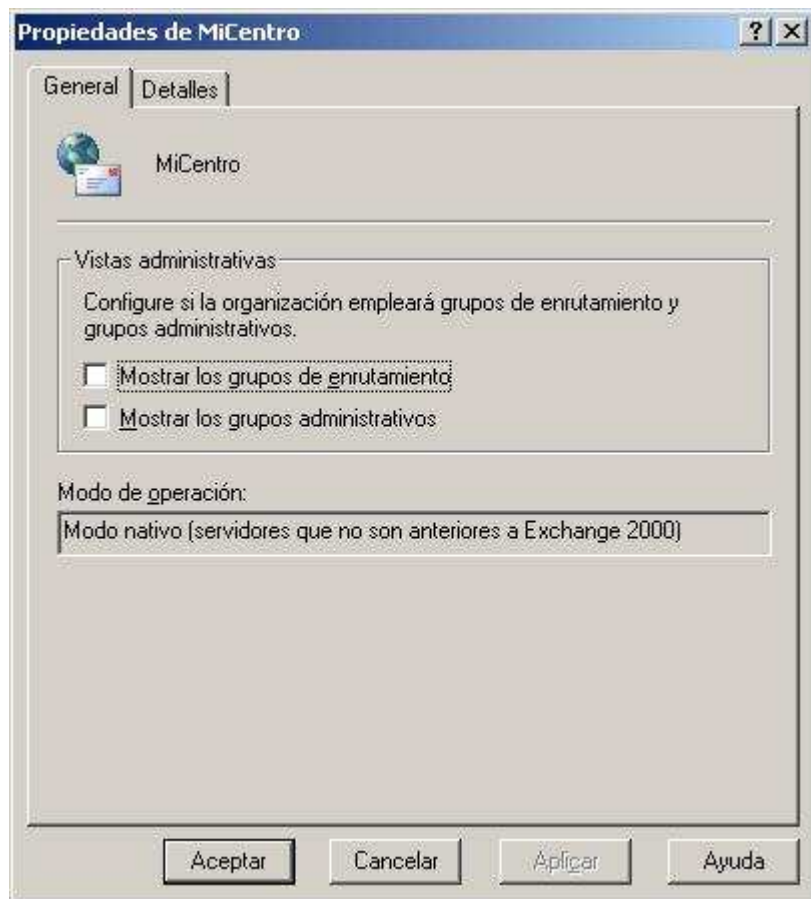 Propiedades de MiCentro
General
Detalles
MiCentro
Vistas administrativas
Configure si la organización empleará grupos de enrutamiento y
grupos administrativos.
Mostrar los grupos de enrutamiento
Mostrar los grupos administrativos
Modo de operación:
Modo nativo (servidores que no son anteriores a Exchange 2000)
Aceptar
Cancelar
Aplicar
Ayuda